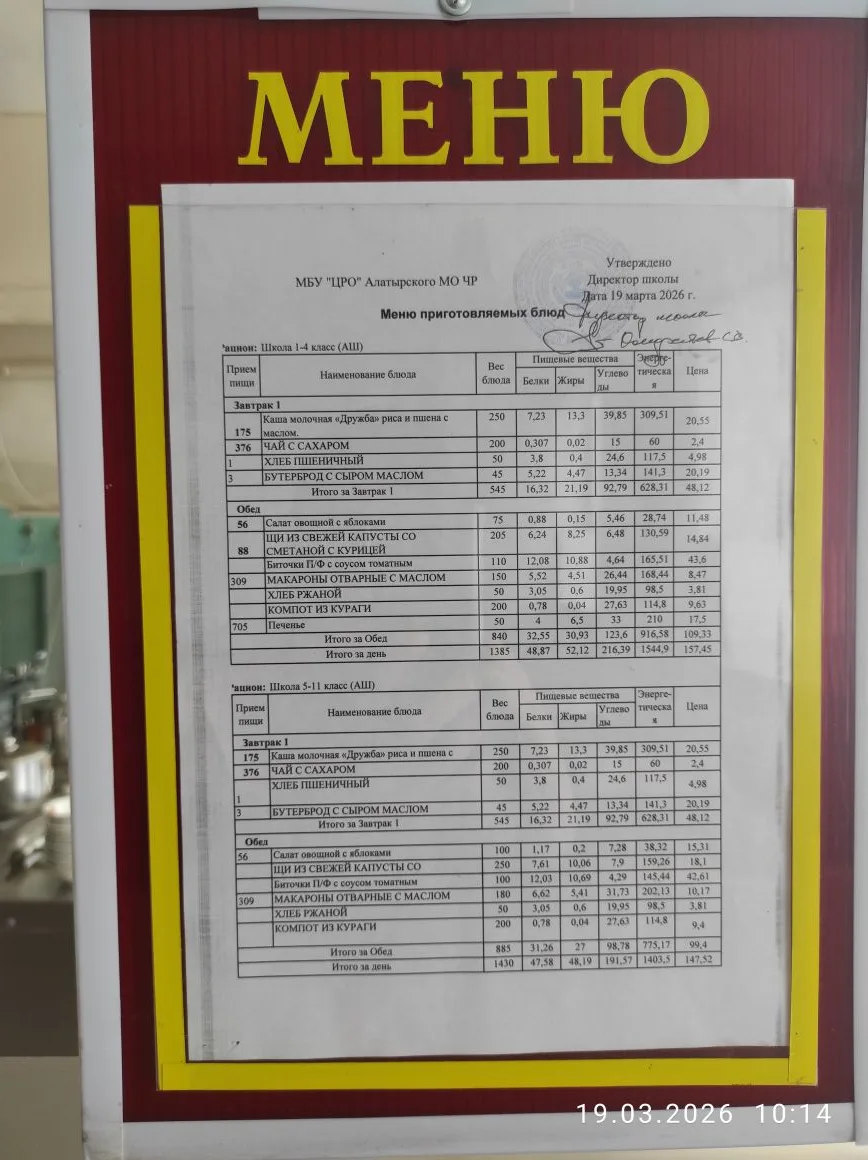 МЕНЮ
Утверждено
МБУ "ЦРО" Алатырского МО ЧР Директор школы
Дата 19 марта 2026 г.
Меню приготовляемых блюд
ацион: Школа 1-4 класс (АШ)
Прием пищи Наименование блюда Вес блюда Пищевые вещества Энерге-тическая Цена
Белки Жиры Углеводы
Завтрак 1
175 Каша молочная «Дружба» риса и пшена с маслом. 250 7,23 13,3 39,85 309,51 20,55
376 ЧАЙ С САХАРОМ 200 0,307 0,02 15 60 2,4
1 ХЛЕБ ПШЕНИЧНЫЙ 50 3,8 0,4 24,6 117,5 4,98
3 БУТЕРБРОД С СЫРОМ МАСЛОМ 45 5,22 4,47 13,34 141,3 20,19
Итого за Завтрак 1 545 16,32 21,19 92,79 628,31 48,12
Обед
56 Салат овощной с яблоками 75 0,88 0,15 5,46 28,74 11,48
88 ЩИ ИЗ СВЕЖЕЙ КАПУСТЫ СО СМЕТАНОЙ С КУРИЦЕЙ 205 6,24 8,25 6,48 130,59 14,84
Биточки П/Ф с соусом томатным 110 12,08 10,88 4,64 165,51 43,6
309 МАКАРОНЫ ОТВАРНЫЕ С МАСЛОМ 150 5,52 4,51 26,44 168,44 8,47
ХЛЕБ РЖАНОЙ 50 3,05 0,6 19,95 98,5 3,81
КОМПОТ ИЗ КУРАГИ 200 0,78 0,04 27,63 114,8 9,63
705 Печенье 50 4 6,5 33 210 17,5
Итого за Обед 840 32,55 30,93 123,6 916,58 109,33
Итого за день 1385 48,87 52,12 216,39 1544,9 157,45
ацион: Школа 5-11 класс (АШ)
Прием пищи Наименование блюда Вес блюда Пищевые вещества Энерге-тическая Цена
Белки Жиры Углеводы
Завтрак 1
175 Каша молочная «Дружба» риса и пшена с 250 7,23 13,3 39,85 309,51 20,55
376 ЧАЙ С САХАРОМ 200 0,307 0,02 15 60 2,4
1 ХЛЕБ ПШЕНИЧНЫЙ 50 3,8 0,4 24,6 117,5 4,98
3 БУТЕРБРОД С СЫРОМ МАСЛОМ 45 5,22 4,47 13,34 141,3 20,19
Итого за Завтрак 1 545 16,32 21,19 92,79 628,31 48,12
Обед
56 Салат овощной с яблоками 100 1,17 0,2 7,28 38,32 15,31
ЩИ ИЗ СВЕЖЕЙ КАПУСТЫ СО 250 7,61 10,06 7,9 159,26 18,1
Биточки П/Ф с соусом томатным 100 12,03 10,69 4,29 145,44 42,61
309 МАКАРОНЫ ОТВАРНЫЕ С МАСЛОМ 180 6,62 5,41 31,73 202,13 10,17
ХЛЕБ РЖАНОЙ 50 3,05 0,6 19,95 98,5 3,81
КОМПОТ ИЗ КУРАГИ 200 0,78 0,04 27,63 114,8 9,4
Итого за Обед 885 31,26 27 98,78 775,17 99,4
Итого за день 1430 47,58 48,19 191,57 1403,5 147,52
19.03.2026 10:14